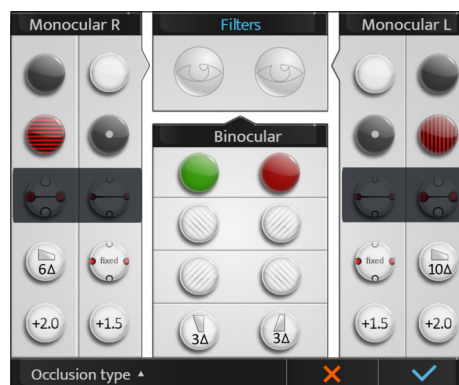 Monocular R
Filters
Monocular L
Binocular
6Δ
fixed
fixed
10Δ
+2.0
+1.5
3Δ
3Δ
+1.5
+2.0
Occlusion type